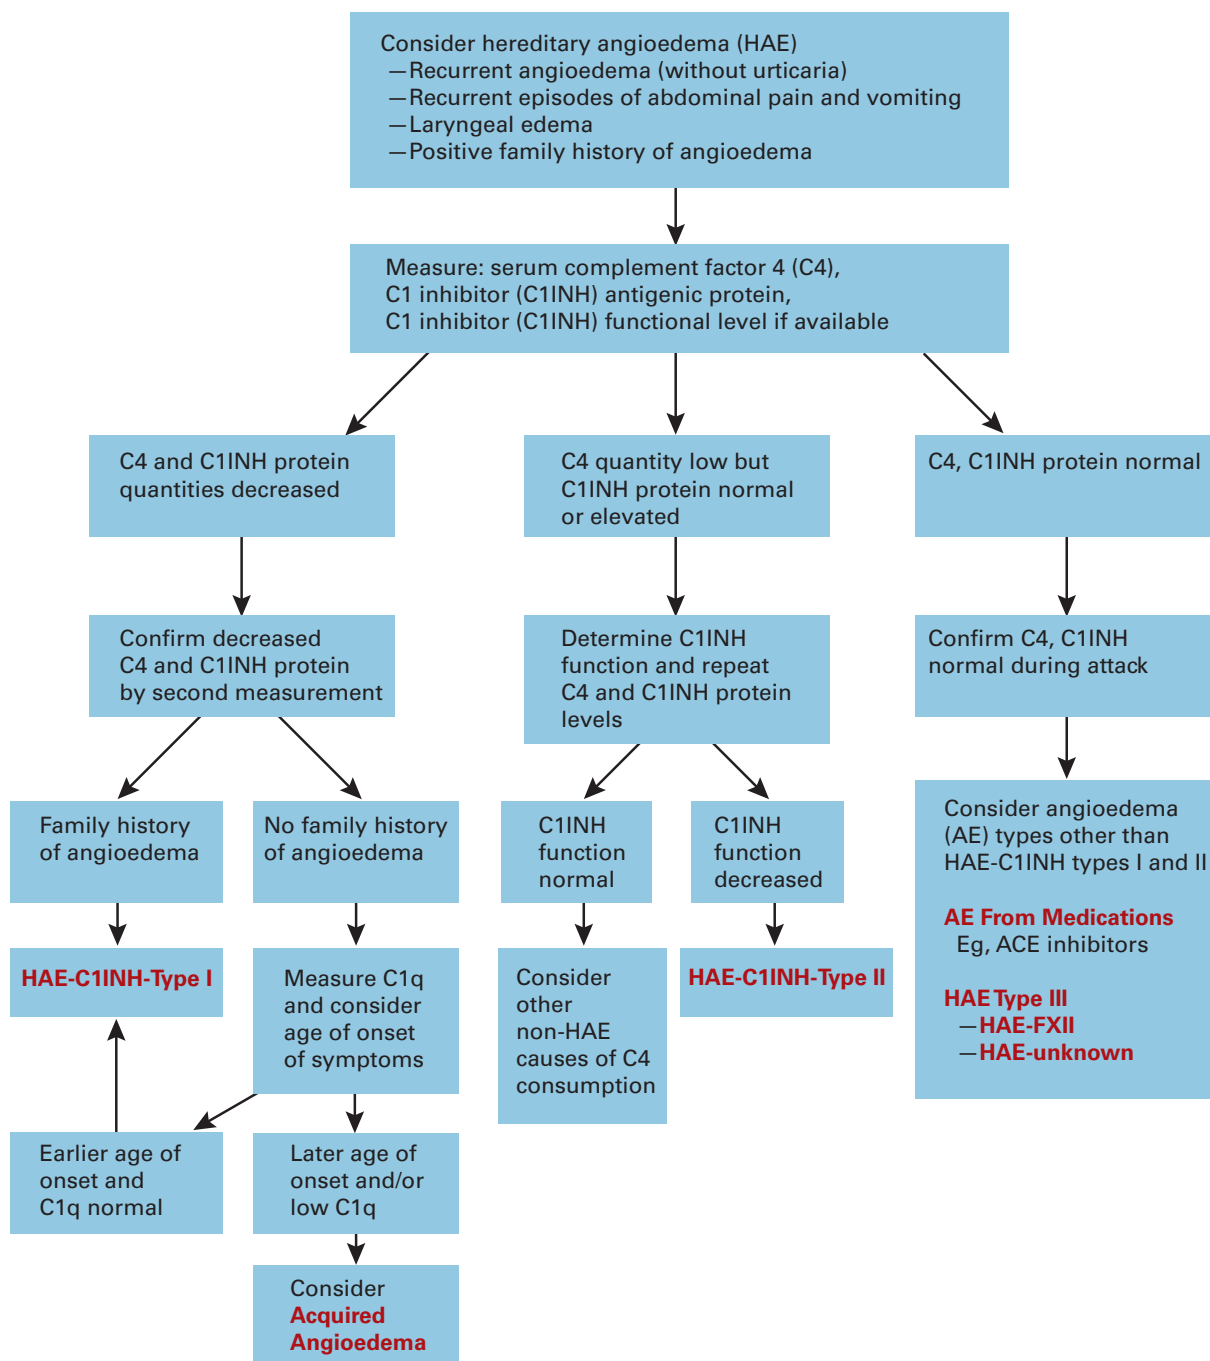 Consider hereditary angioedema (HAE)
—Recurrent angioedema (without urticaria)
—Recurrent episodes of abdominal pain and vomiting
—Laryngeal edema
—Positive family history of angioedema
Measure: serum complement factor 4 (C4),
C1 inhibitor (C1INH) antigenic protein,
C1 inhibitor (C1INH) functional level if available
C4 and C1INH protein
quantities decreased
C4 quantity low but
C1INH protein normal
or elevated
C4, C1INH protein normal
Confirm decreased
C4 and C1INH protein
by second measurement
Determine C1INH
function and repeat
C4 and C1INH protein
levels
Confirm C4, C1INH
normal during attack
Family history
of angioedema
No family history
of angioedema
C1INH
function
normal
C1INH
function
decreased
Consider angioedema
(AE) types other than
HAE-C1INH types I and II
AE From Medications
Eg, ACE inhibitors
HAE Type III
—HAE-FXII
—HAE-unknown
HAE-C1INH-Type I
Measure C1q
and consider
age of onset
of symptoms
Consider
other
non-HAE
causes of C4
consumption
HAE-C1INH-Type II
Earlier age of
onset and
C1q normal
Later age of
onset and/or
low C1q
Consider
Acquired
Angioedema